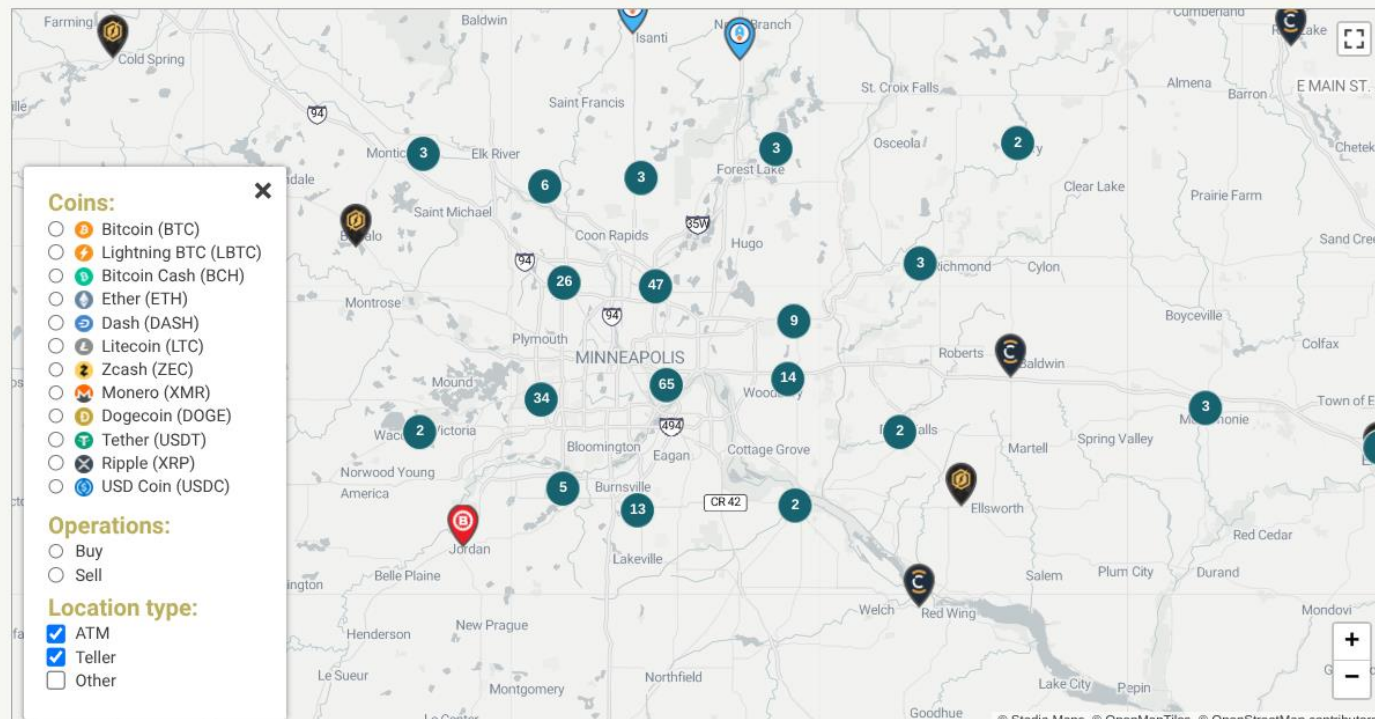 Farming
Baldwin
Isanti
Cumberland
Cold Spring
Almena
E MAIN ST.
Barron
St. Croix Falls
Saint Francis
94
Chetek
3
Elk River
3
Forest Lake
Osceola
2
6
3
Clear Lake
Prairie Farm
Saint Michael
35W
Coon Rapids
Hugo
Sand Creek
94
3
Richmond
Cylon
26
47
Montrose
94
9
Boyceville
Plymouth
Colfax
MINNEAPOLIS
Roberts
Baldwin
Mound
65
14
34
3
Town of E
2
Victoria
494
2
Spring Valley
Bloomington
Eagan
Cottage Grove
Martell
Norwood Young
America
5
Burnsville
13
CR 42
2
Ellsworth
Jordan
Lakeville
Red Cedar
Belle Plaine
Salem
Plum City
Durand
Welch
Red Wing
Mondovi
Henderson
New Prague
Le Sueur
Northfield
Montgomery
Lake City
Pepin
Goodhue
Coins:
Bitcoin (BTC)
Lightning BTC (LBTC)
Bitcoin Cash (BCH)
Ether (ETH)
Dash (DASH)
Litecoin (LTC)
Zcash (ZEC)
Monero (XMR)
Dogecoin (DOGE)
Tether (USDT)
Ripple (XRP)
USD Coin (USDC)
Operations:
Buy
Sell
Location type:
ATM
Teller
Other
+
−
© Stadia Maps, © OpenMapTiles, © OpenStreetMap contributors